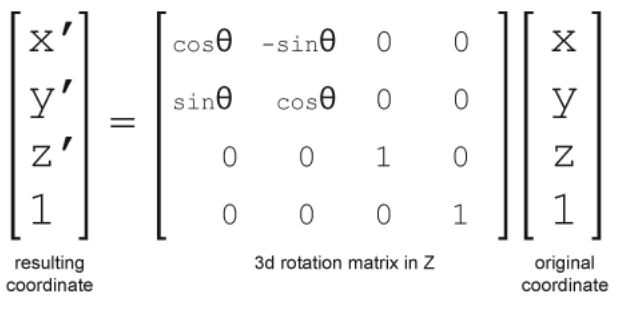 x′ cosθ -sinθ 0 0 x
y′ sinθ cosθ 0 0 y
=
z′ 0 0 1 0 z
1 0 0 0 1 1
resulting coordinate
3d rotation matrix in Z
original coordinate